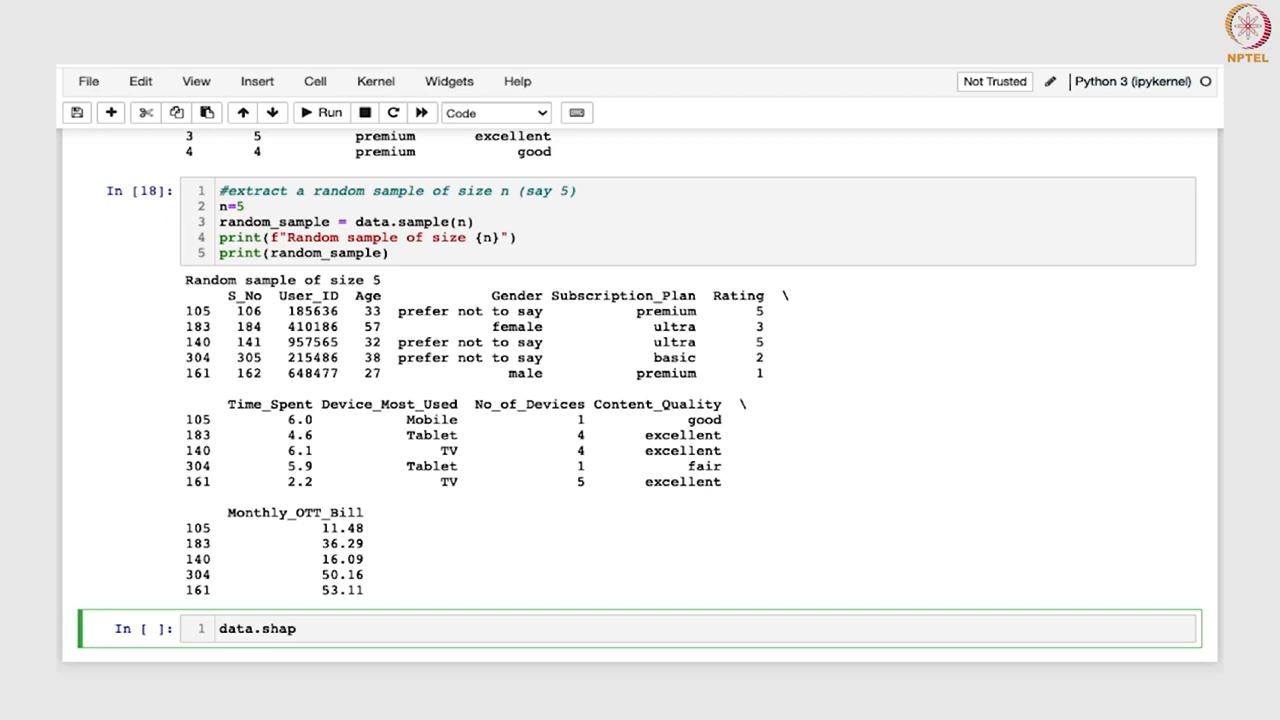 NPTEL
File Edit View Insert Cell Kernel Widgets Help Not Trusted Python 3 (ipykernel)
Run Code
3 5 premium excellent
4 4 premium good
In [18]: 1 #extract a random sample of size n (say 5)
2 n=5
3 random_sample = data.sample(n)
4 print(f"Random sample of size {n}")
5 print(random_sample)
Random sample of size 5
S_No User_ID Age Gender Subscription_Plan Rating \
105 106 185636 33 prefer not to say premium 5
183 184 410186 57 female ultra 3
140 141 957565 32 prefer not to say ultra 5
304 305 215486 38 prefer not to say basic 2
161 162 648477 27 male premium 1
Time_Spent Device_Most_Used No_of_Devices Content_Quality \
105 6.0 Mobile 1 good
183 4.6 Tablet 4 excellent
140 6.1 TV 4 excellent
304 5.9 Tablet 1 fair
161 2.2 TV 5 excellent
Monthly_OTT_Bill
105 11.48
183 36.29
140 16.09
304 50.16
161 53.11
In [ ]: 1 data.shap